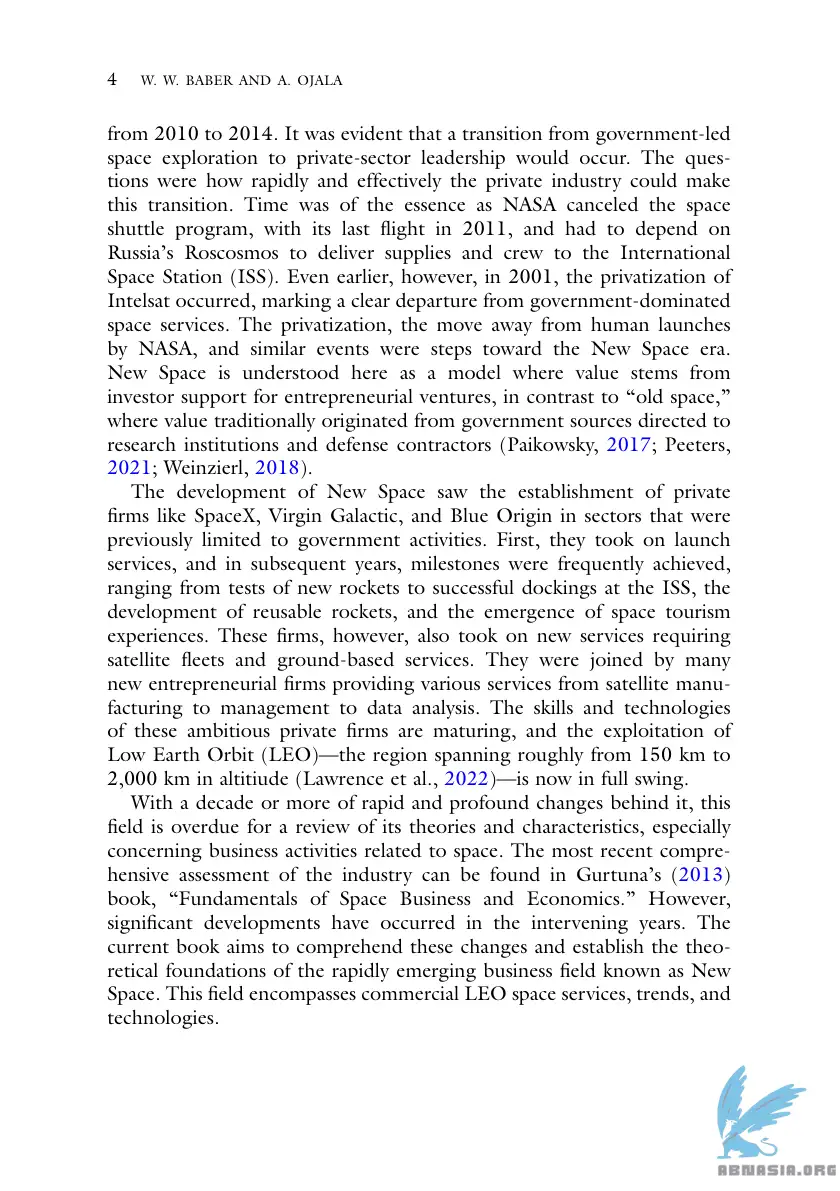 4 W. W. BABER AND A. OJALA
from 2010 to 2014. It was evident that a transition from government-led
space exploration to private-sector leadership would occur. The ques-
tions were how rapidly and effectively the private industry could make
this transition. Time was of the essence as NASA canceled the space
shuttle program, with its last flight in 2011, and had to depend on
Russia's Roscosmos to deliver supplies and crew to the International
Space Station (ISS). Even earlier, however, in 2001, the privatization of
Intelsat occurred, marking a clear departure from government-dominated
space services. The privatization, the move away from human launches
by NASA, and similar events were steps toward the New Space era.
New Space is understood here as a model where value stems from
investor support for entrepreneurial ventures, in contrast to “old space,”
where value traditionally originated from government sources directed to
research institutions and defense contractors (Paikowsky, 2017; Peeters,
2021; Weinzierl, 2018).
The development of New Space saw the establishment of private
firms like SpaceX, Virgin Galactic, and Blue Origin in sectors that were
previously limited to government activities. First, they took on launch
services, and in subsequent years, milestones were frequently achieved,
ranging from tests of new rockets to successful dockings at the ISS, the
development of reusable rockets, and the emergence of space tourism
experiences. These firms, however, also took on new services requiring
satellite fleets and ground-based services. They were joined by many
new entrepreneurial firms providing various services from satellite manu-
facturing to management to data analysis. The skills and technologies
of these ambitious private firms are maturing, and the exploitation of
Low Earth Orbit (LEO)—the region spanning roughly from 150 km to
2,000 km in altitiude (Lawrence et al., 2022)—is now in full swing.
With a decade or more of rapid and profound changes behind it, this
field is overdue for a review of its theories and characteristics, especially
concerning business activities related to space. The most recent compre-
hensive assessment of the industry can be found in Gurtuna's (2013)
book, “Fundamentals of Space Business and Economics.” However,
significant developments have occurred in the intervening years. The
current book aims to comprehend these changes and establish the theo-
retical foundations of the rapidly emerging business field known as New
Space. This field encompasses commercial LEO space services, trends, and
technologies.
ABNASIA.ORG